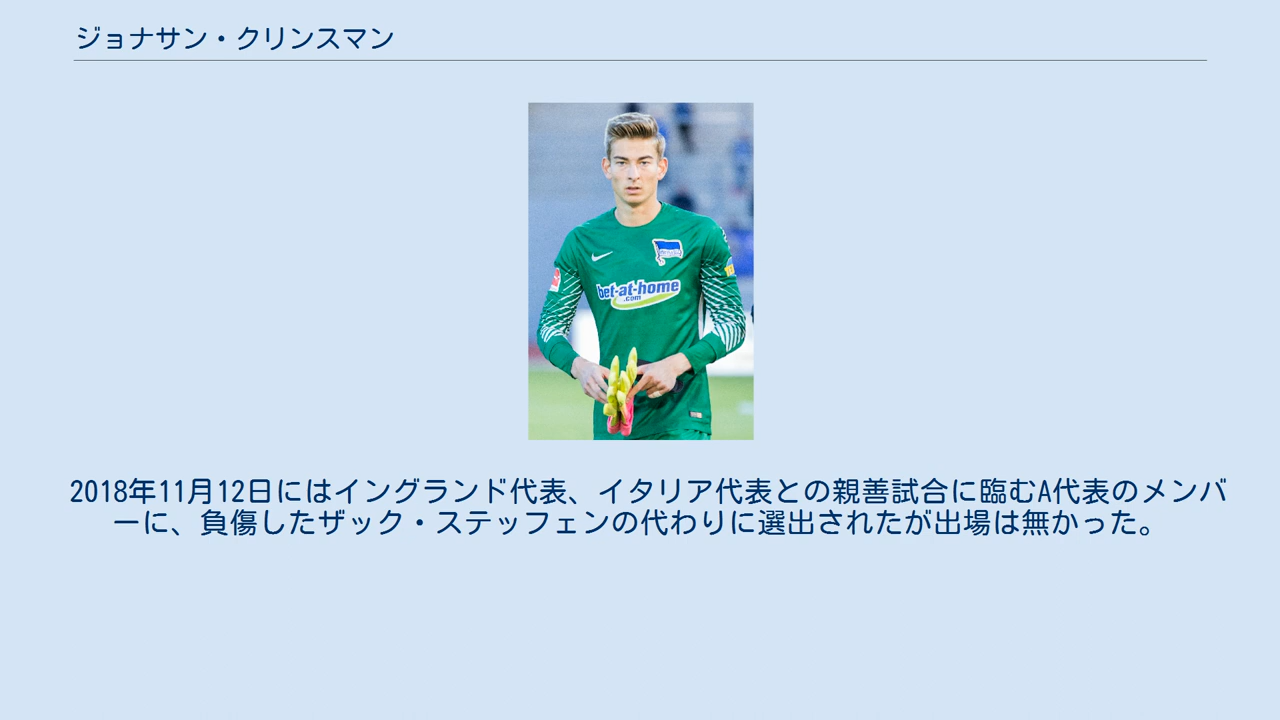 ジョナサン・クリンスマン
bet-at-home
.com
2018年11月12日にはイングランド代表、イタリア代表との親善試合に臨むA代表のメンバ
ーに、負傷したザック・ステッフェンの代わりに選出されたが出場は無かった。